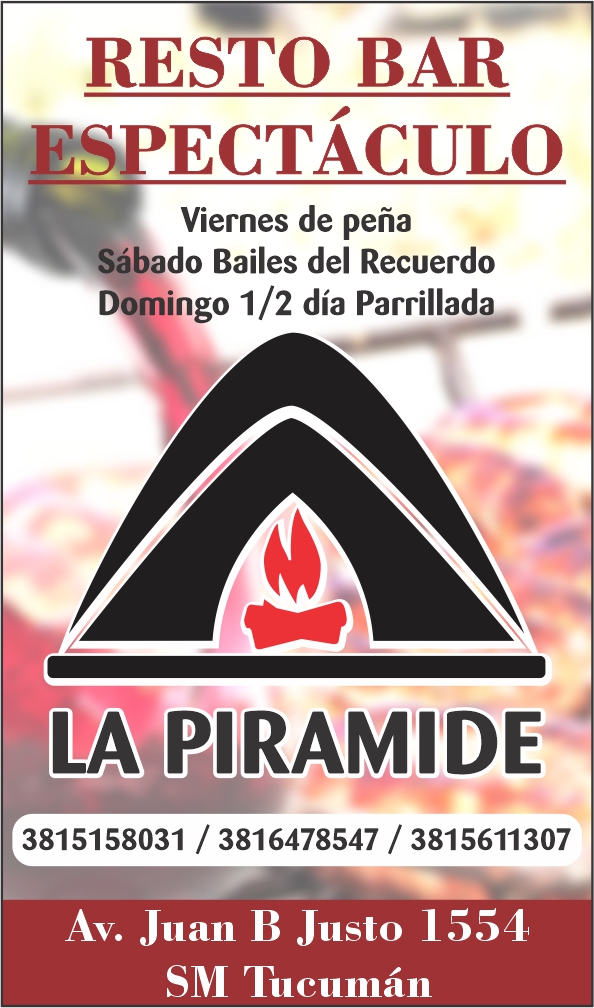 RESTO BAR
ESPECTÁCULO
Viernes de peña
Sábado Bailes del Recuerdo
Domingo 1/2 día Parrillada
LA PIRAMIDE
3815158031 / 3816478547 / 3815611307
Av. Juan B Justo 1554
SM Tucumán